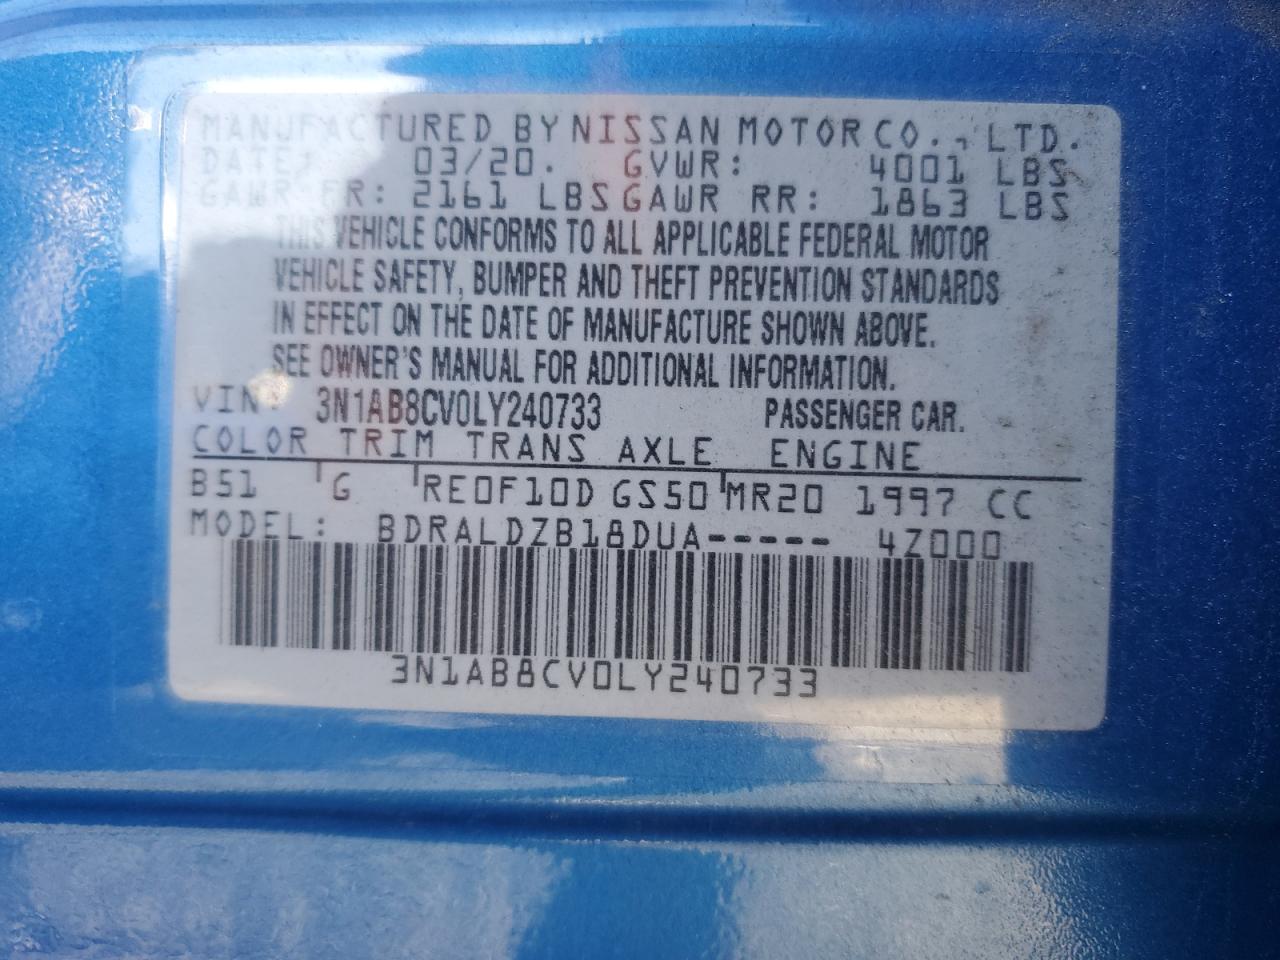 MANUFACTURED BY NISSAN MOTOR CO., LTD.
DATE: 03/20. GVWR: 4001 LBS
GAWR FR: 2161 LBS GAWR RR: 1863 LBS
THIS VEHICLE CONFORMS TO ALL APPLICABLE FEDERAL MOTOR
VEHICLE SAFETY, BUMPER AND THEFT PREVENTION STANDARDS
IN EFFECT ON THE DATE OF MANUFACTURE SHOWN ABOVE.
SEE OWNER'S MANUAL FOR ADDITIONAL INFORMATION.
VIN: 3N1AB8CV0LY240733 PASSENGER CAR.
COLOR TRIM TRANS AXLE ENGINE
B51 G RE0F10D GS50 MR20 1997 CC
MODEL: BDRALDZB18DUA----- 4Z000
3N1AB8CV0LY240733